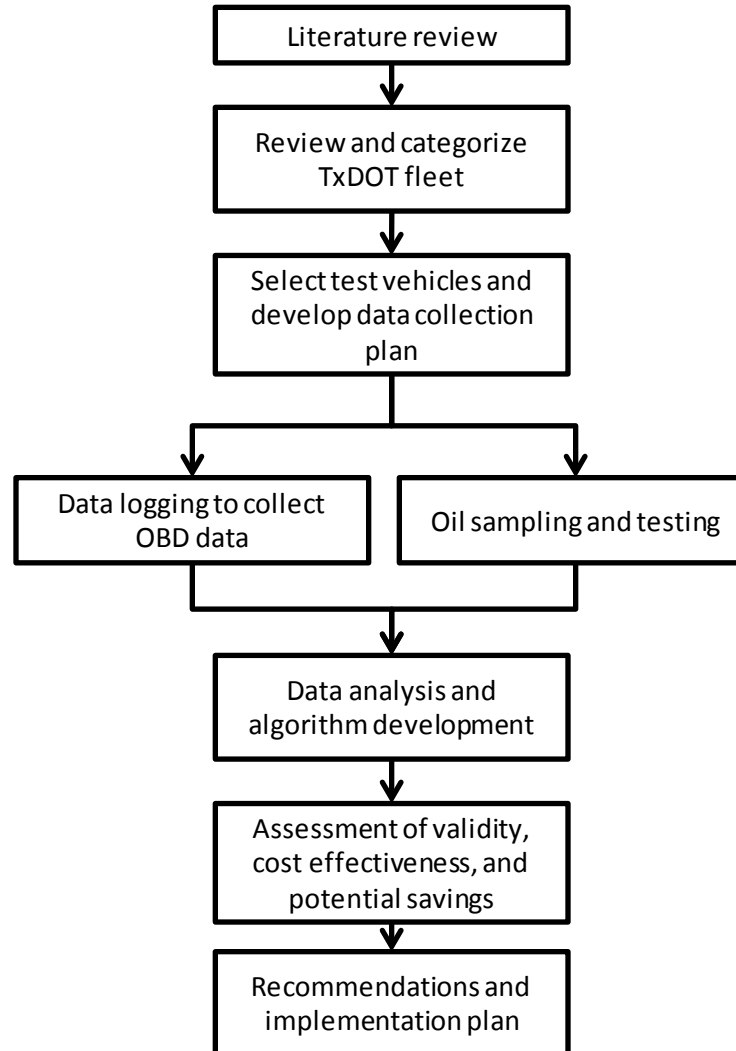 Literature review
Review and categorize
TxDOT fleet
Select test vehicles and
develop data collection
plan
Data logging to collect
OBD data
Oil sampling and testing
Data analysis and
algorithm development
Assessment of validity,
cost effectiveness, and
potential savings
Recommendations and
implementation plan